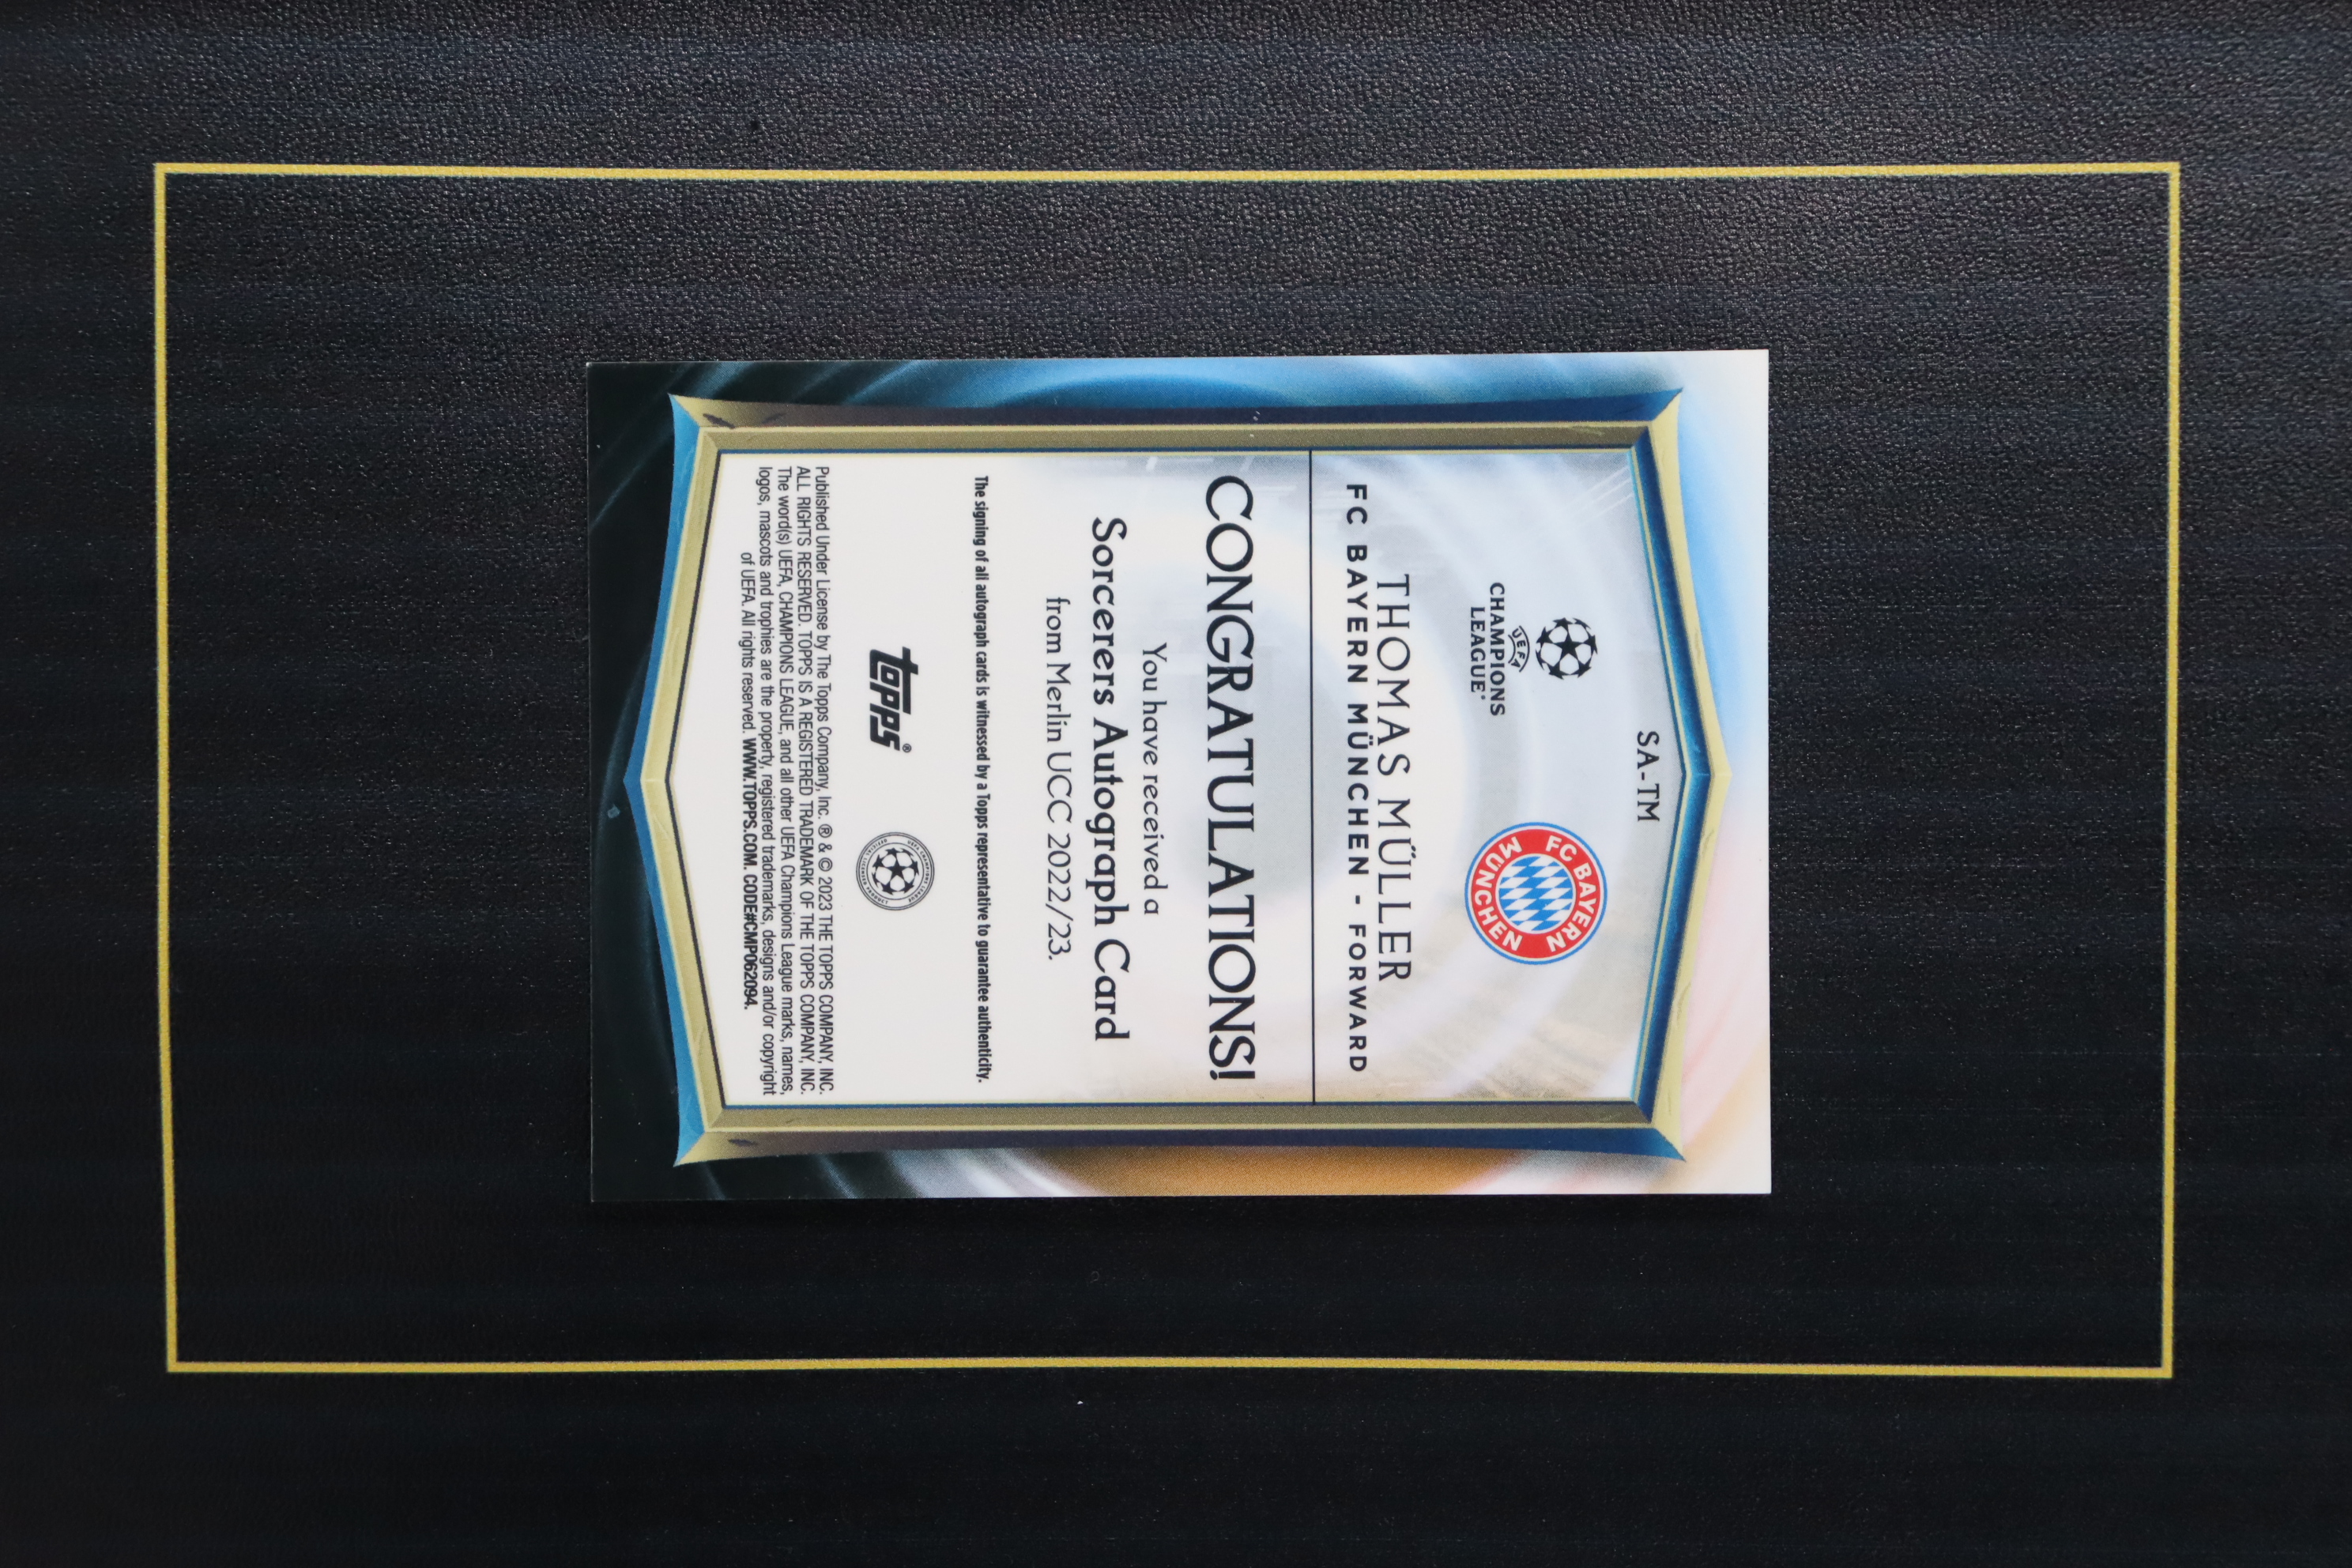 SA-TM
UEFA
CHAMPIONS
LEAGUE®
FC BAYERN
MÜNCHEN
THOMAS MÜLLER
FC BAYERN MÜNCHEN - FORWARD
CONGRATULATIONS!
You have received a
Sorcerers Autograph Card
from Merlin UCC 2022/23.
The signing of all autograph cards is witnessed by a Topps representative to guarantee authenticity.
topps®
Published Under License by The Topps Company, Inc. ® & © 2023 THE TOPPS COMPANY, INC.
ALL RIGHTS RESERVED. TOPPS IS A REGISTERED TRADEMARK OF THE TOPPS COMPANY, INC.
The word(s) UEFA, CHAMPIONS LEAGUE, and all other UEFA Champions League marks, names,
logos, mascots and trophies are the property, registered trademarks, designs and/or copyright
of UEFA. All rights reserved. WWW.TOPPS.COM. CODE#CMP062094.